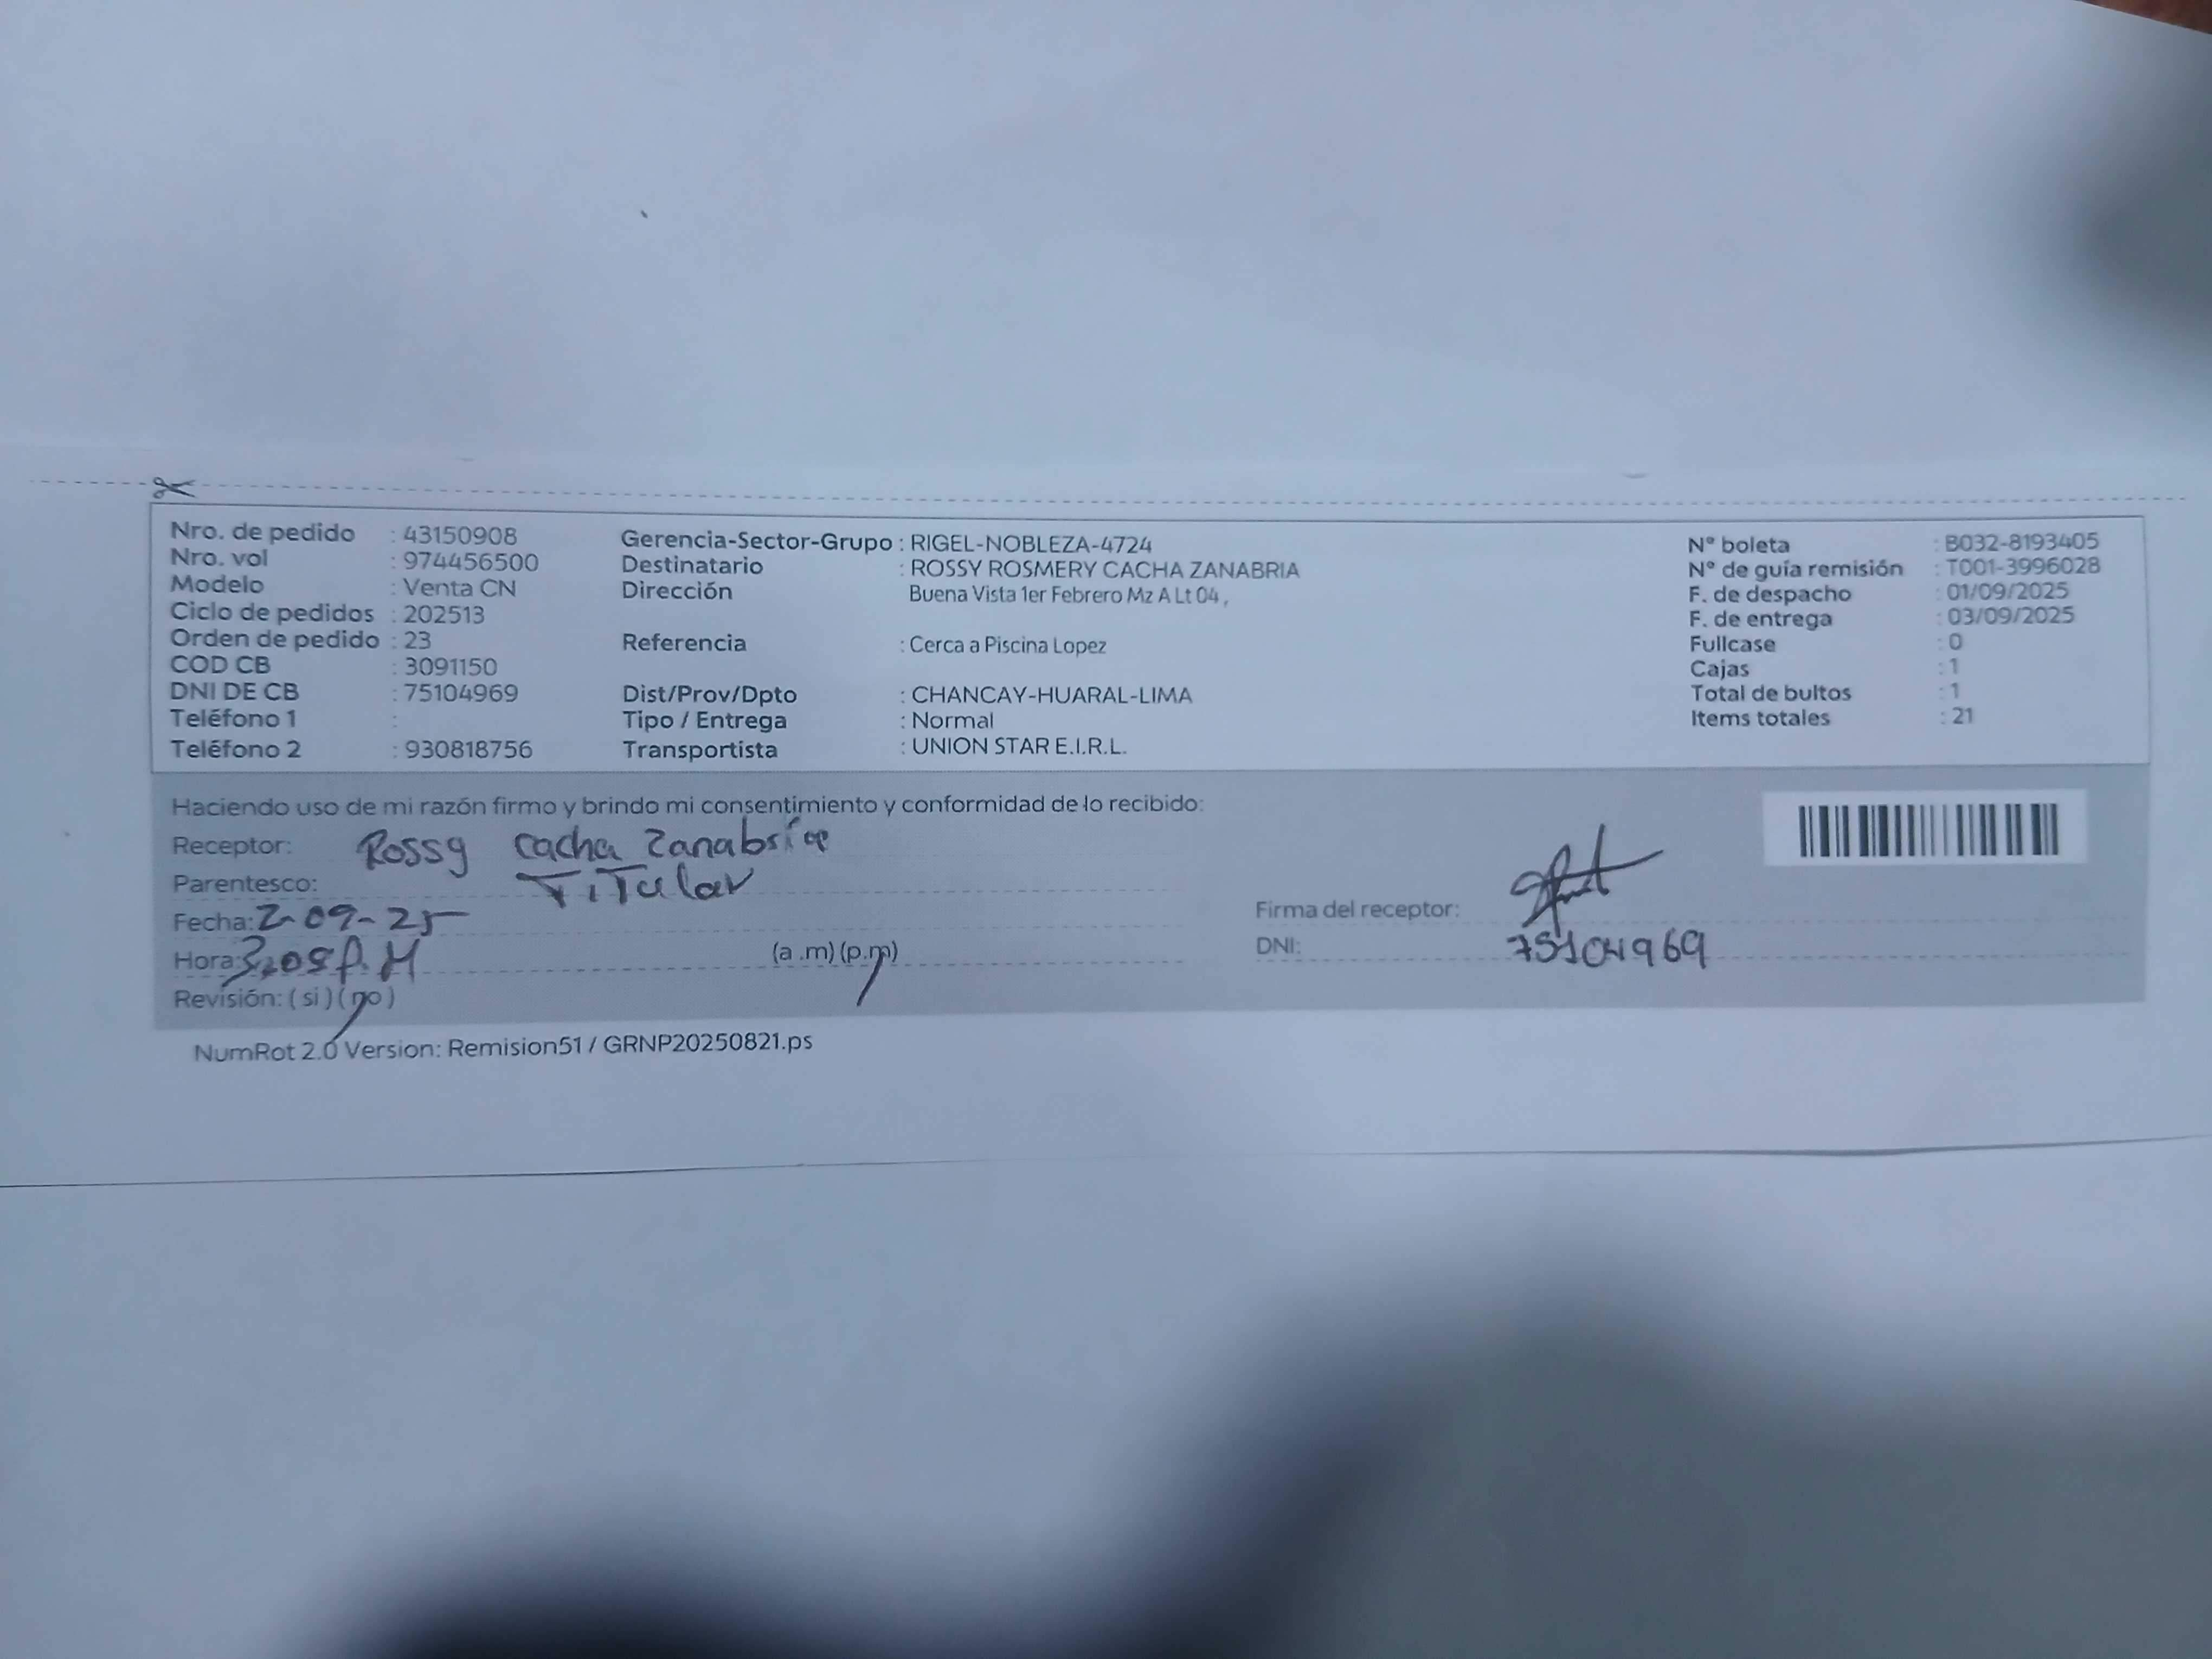 Nro. de pedido : 43150908
Nro. vol : 974456500
Modelo : Venta CN
Ciclo de pedidos : 202513
Orden de pedido : 23
COD CB : 3091150
DNI DE CB : 75104969
Teléfono 1 :
Teléfono 2 : 930818756
Gerencia-Sector-Grupo : RIGEL-NOBLEZA-4724
Destinatario : ROSSY ROSMERY CACHA ZANABRIA
Dirección Buena Vista 1er Febrero Mz A Lt 04 ,
Referencia : Cerca a Piscina Lopez
Dist/Prov/Dpto : CHANCAY-HUARAL-LIMA
Tipo / Entrega : Normal
Transportista : UNION STAR E.I.R.L.
N° boleta : B032-8193405
N° de guía remisión : T001-3996028
F. de despacho : 01/09/2025
F. de entrega : 03/09/2025
Fullcase : 0
Cajas : 1
Total de bultos : 1
Items totales : 21
Haciendo uso de mi razón firmo y brindo mi consentimiento y conformidad de lo recibido:
Receptor: Rossy Cacha Zanabria
Parentesco: Titular
Fecha: 2-09-25
Hora: 3:05 P.M (a .m) (p.m)
Revisión: ( si ) ( no )
Firma del receptor:
DNI: 75104969
NumRot 2.0 Version: Remision51 / GRNP20250821.ps